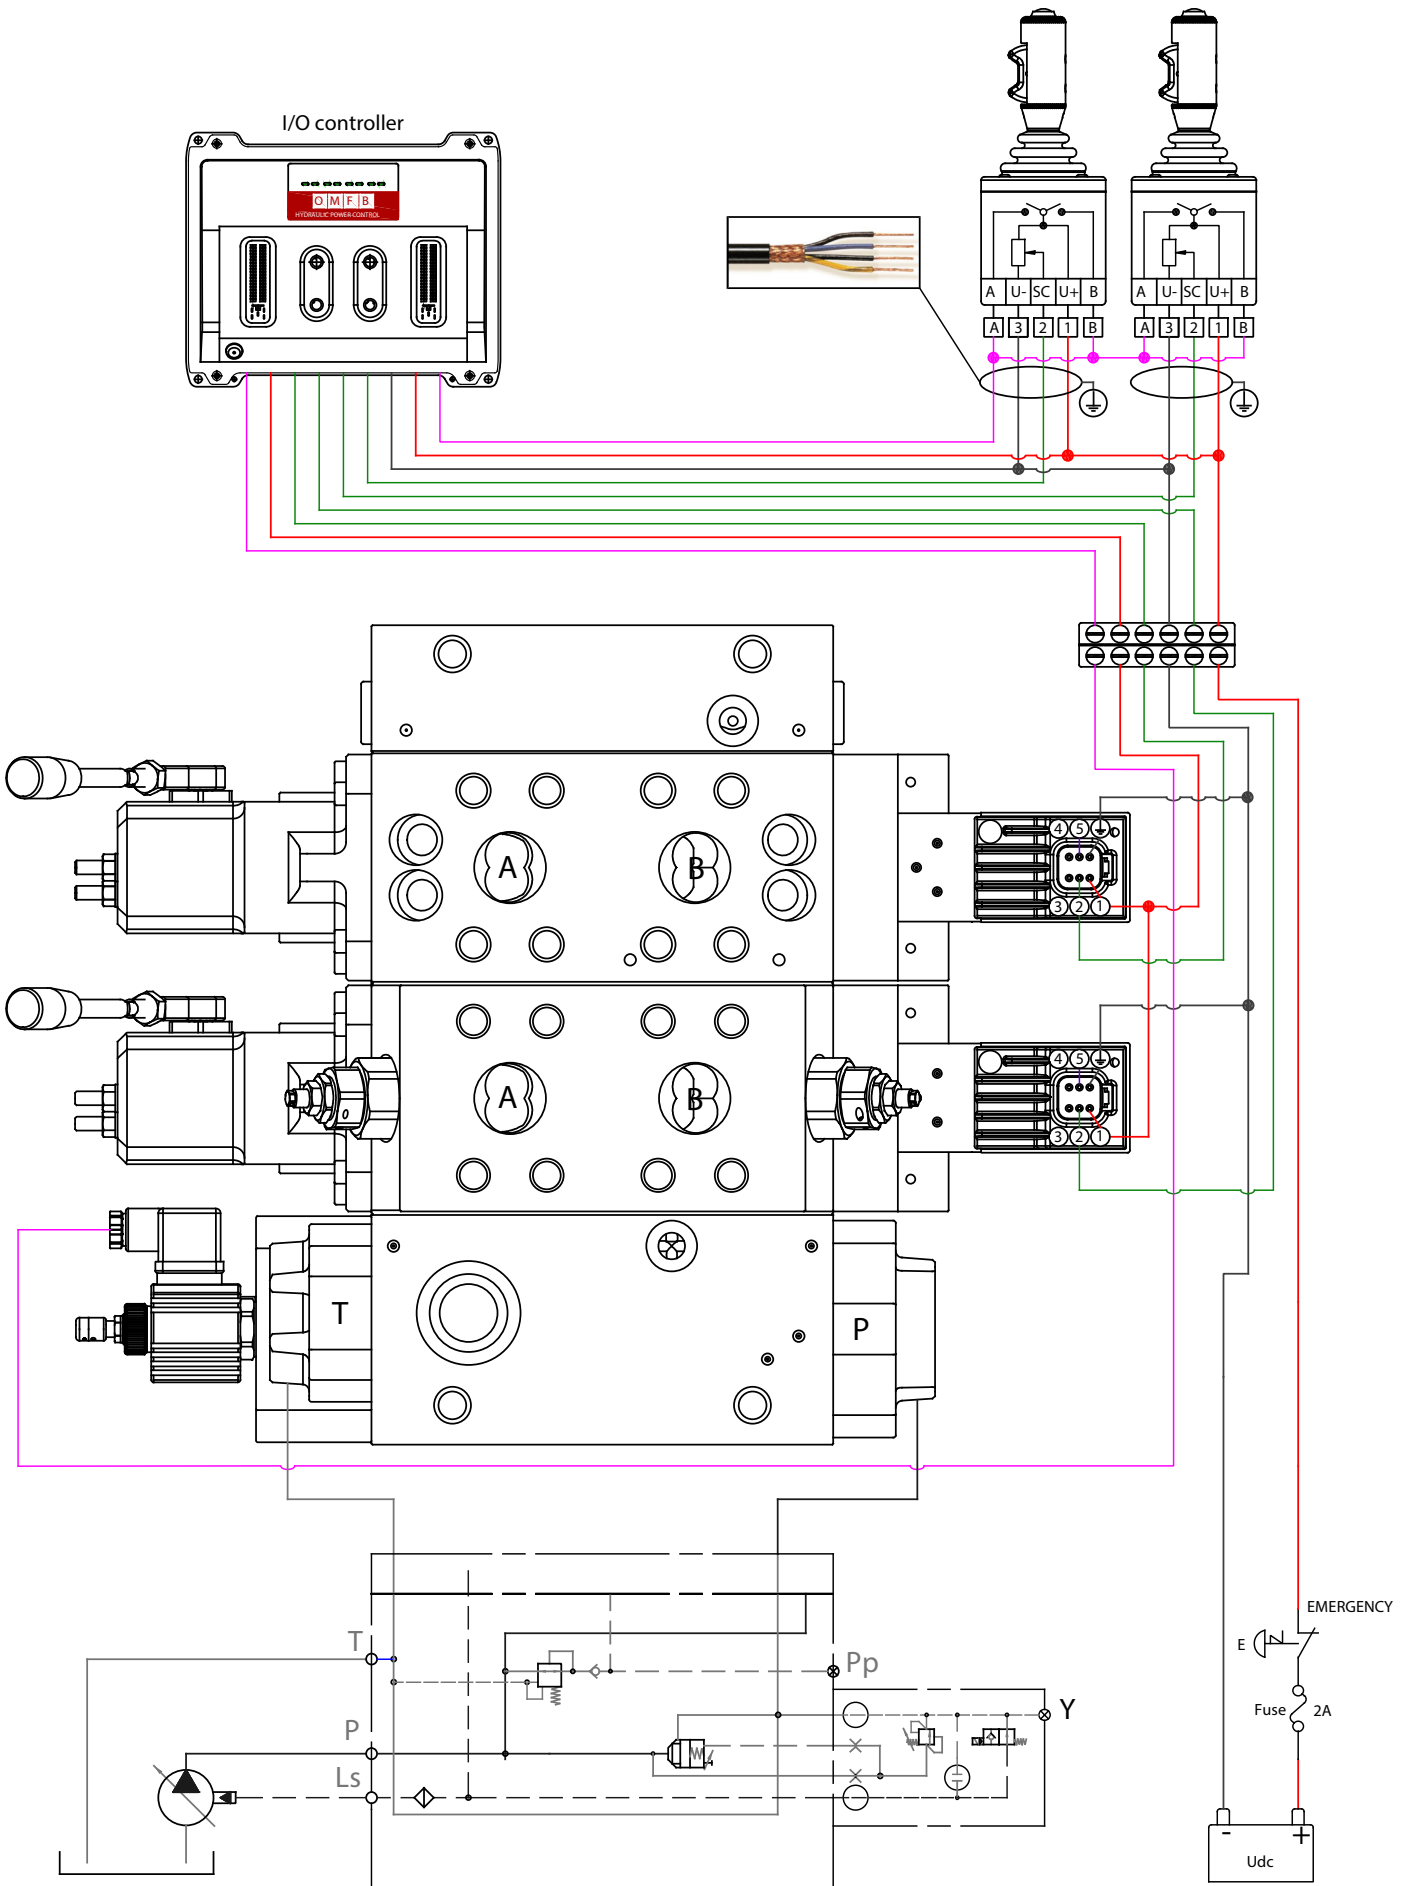 I/O controller
O M F B
HYDRAULIC POWER CONTROL
A U- SC U+ B
A 3 2 1 B
A U- SC U+ B
A 3 2 1 B
A B
4 5
3 2 1
A B
4 5
3 2 1
T P
T
Pp
P
Y
Ls
EMERGENCY
E
Fuse 2A
- +
Udc